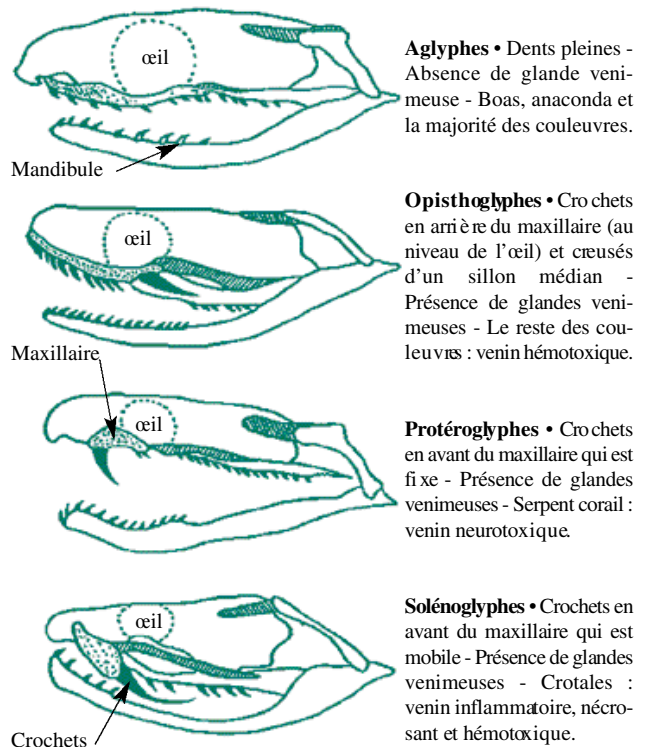 œil
Mandibule
Aglyphes • Dents pleines -
Absence de glande veni-
meuse - Boas, anaconda et
la majorité des couleuvres.
œil
Opisthoglyphes • Crochets
en arrière du maxillaire (au
niveau de l'œil) et creusés
d'un sillon médian -
Présence de glandes veni-
meuses - Le reste des cou-
leuvres : venin hémotoxique.
Maxillaire
œil
Protéroglyphes • Crochets
en avant du maxillaire qui est
fixe - Présence de glandes
venimeuses - Serpent corail :
venin neurotoxique.
œil
Crochets
Solénoglyphes • Crochets en
avant du maxillaire qui est
mobile - Présence de glandes
venimeuses - Crotales :
venin inflammatoire, nécro-
sant et hémotoxique.